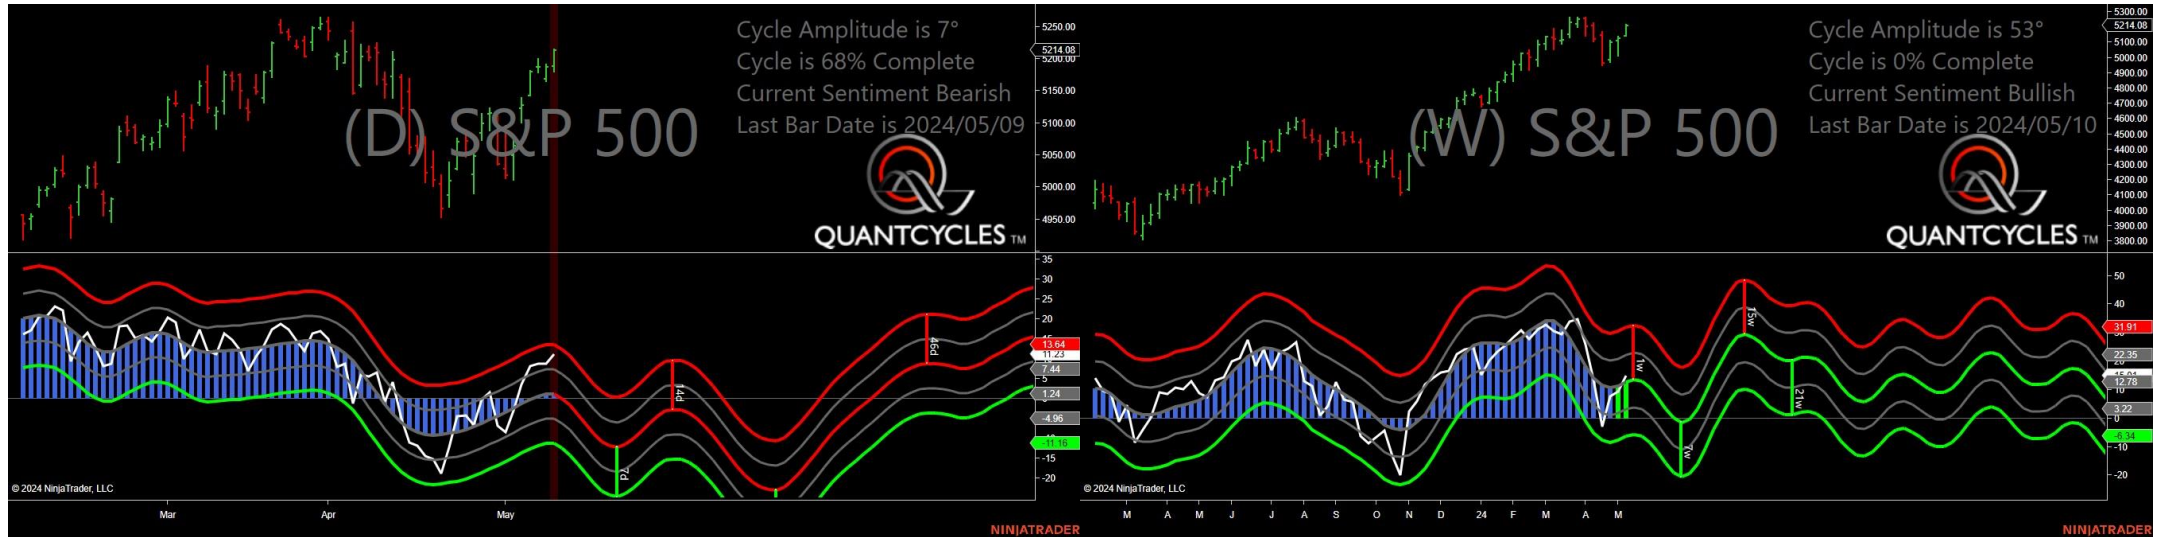 Cycle Amplitude is 7°
Cycle is 68% Complete
Current Sentiment Bearish
Last Bar Date is 2024/05/09
(D) S&P 500
QUANTCYCLES TM
5250.00
5214.08
5200.00
5150.00
5100.00
5050.00
5000.00
4950.00
35
30
25
20
13.64
11.23
7.44
5
1.24
-4.96
-11.16
-15
-20
7d
14d
46d
© 2024 NinjaTrader, LLC
Mar
Apr
May
NINJATRADER
Cycle Amplitude is 53°
Cycle is 0% Complete
Current Sentiment Bullish
Last Bar Date is 2024/05/10
(W) S&P 500
QUANTCYCLES TM
5300.00
5214.08
5100.00
5000.00
4900.00
4800.00
4700.00
4600.00
4500.00
4400.00
4300.00
4200.00
4100.00
4000.00
3900.00
3800.00
50
40
31.91
22.35
12.78
3.22
0
-6.34
-10
-20
1w
7w
15w
21w
© 2024 NinjaTrader, LLC
M A M J J A S O N D 24 F M A M
NINJATRADER